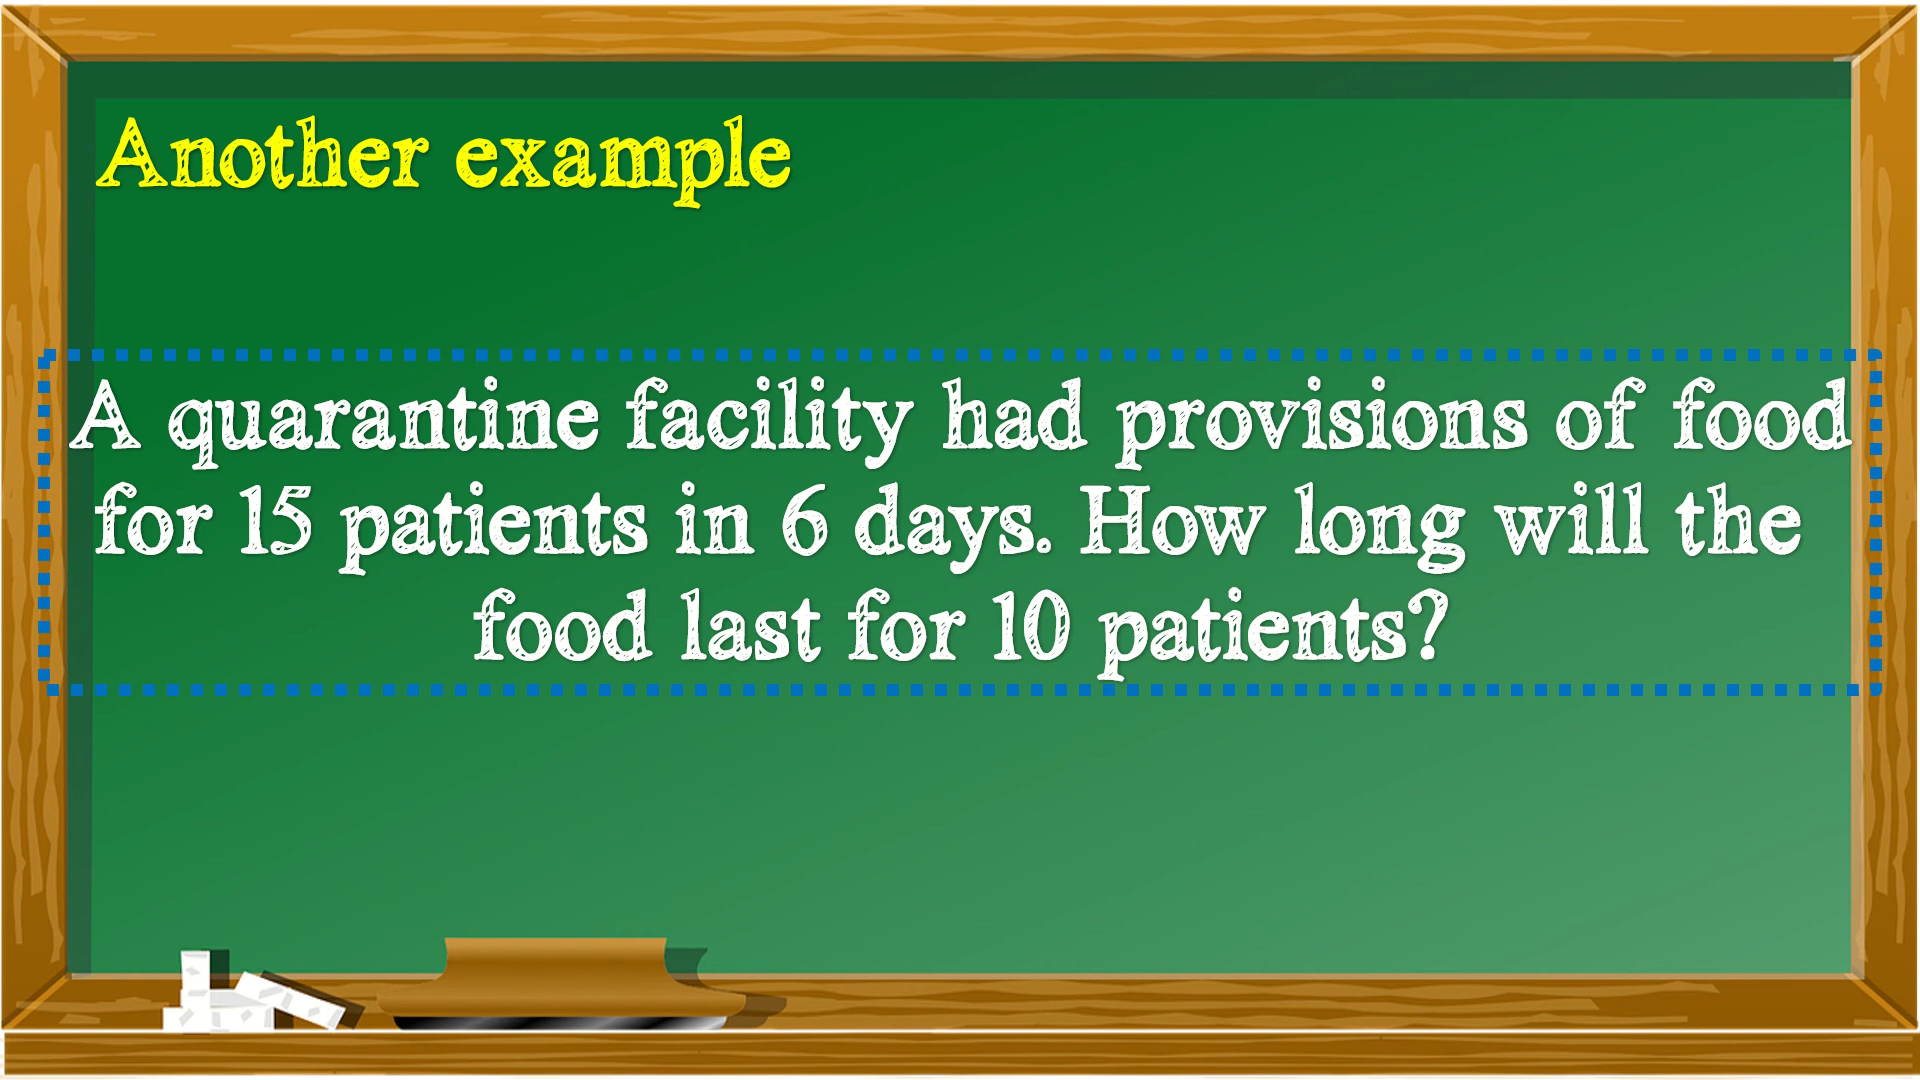 Another example
A quarantine facility had provisions of food
for 15 patients in 6 days. How long will the
food last for 10 patients?